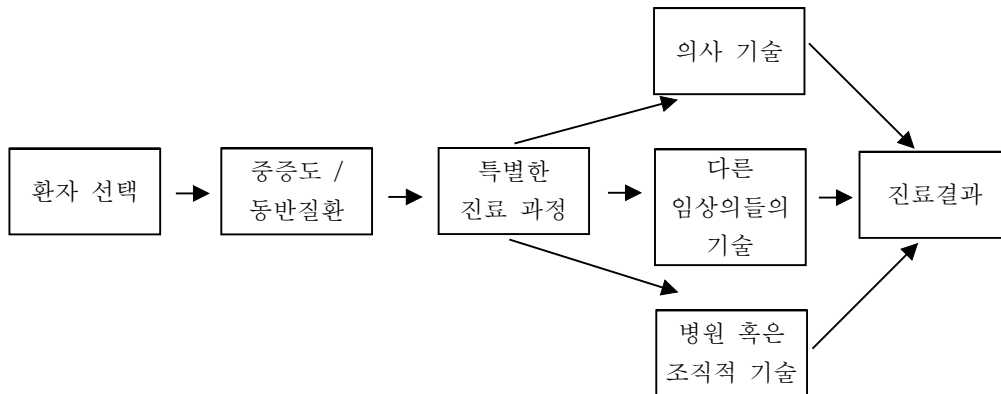 환자 선택
중증도 /
동반질환
특별한
진료 과정
의사 기술
다른
임상의들의
기술
병원 혹은
조직적 기술
진료결과